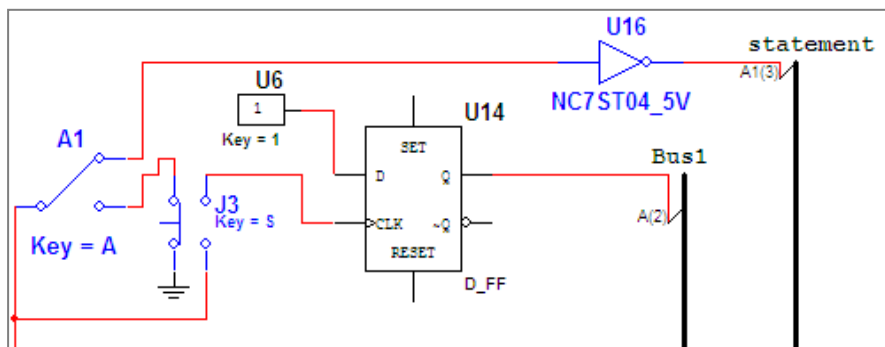 U16
statement
A1(3)
NC7ST04_5V
U6
1
Key = 1
U14
SET
D
Q
CLK
~Q
RESET
D_FF
A1
Key = A
J3
Key = S
Bus1
A(2)